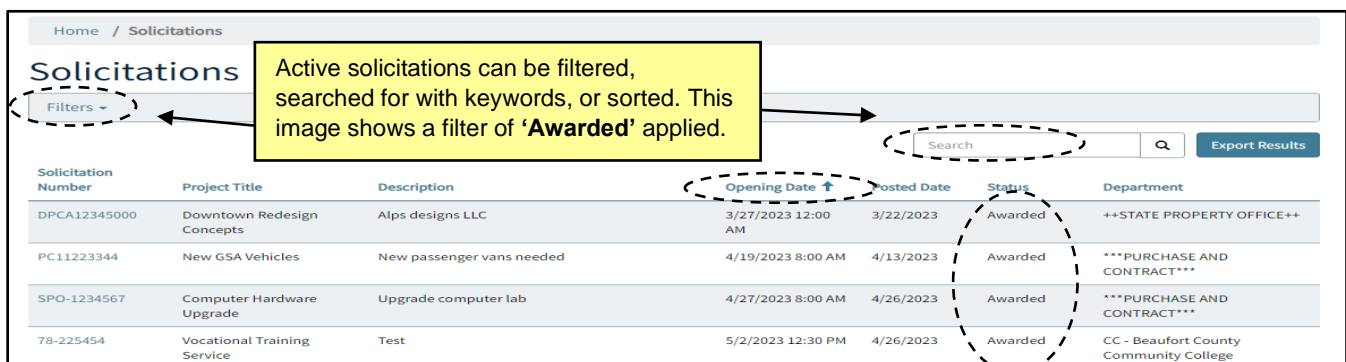 Home / Solicitations
Solicitations
Active solicitations can be filtered,
searched for with keywords, or sorted. This
image shows a filter of ‘Awarded’ applied.
Filters
Search
Export Results
Solicitation
Number Project Title Description Opening Date Posted Date Status Department
DPCA12345000 Downtown Redesign Alps designs LLC 3/27/2023 12:00 3/22/2023 Awarded ++STATE PROPERTY OFFICE++
Concepts AM
PC11223344 New GSA Vehicles New passenger vans needed 4/19/2023 8:00 AM 4/13/2023 Awarded ***PURCHASE AND
CONTRACT***
SPO-1234567 Computer Hardware Upgrade computer lab 4/27/2023 8:00 AM 4/26/2023 Awarded ***PURCHASE AND
Upgrade CONTRACT***
78-225454 Vocational Training Test 5/2/2023 12:30 PM 4/26/2023 Awarded CC - Beaufort County
Service Community College